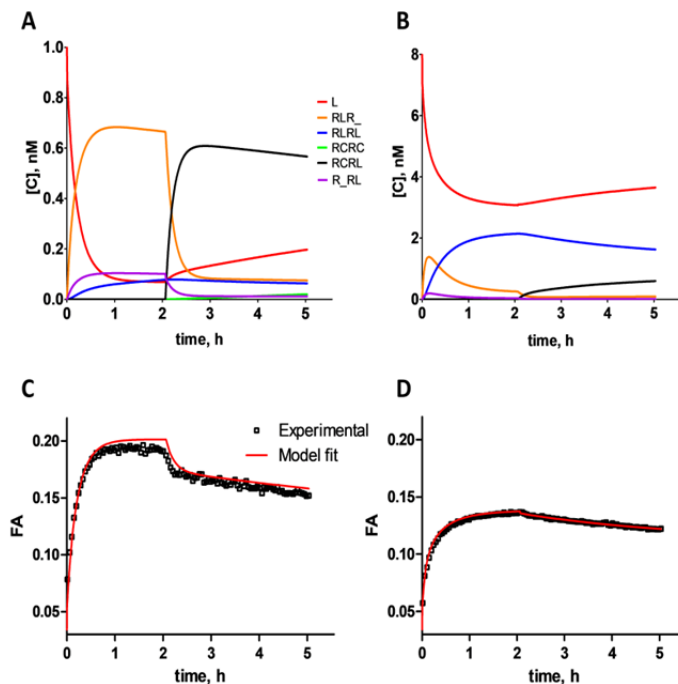 A
B
[C], nM
1.0
0.8
0.6
0.4
0.2
0.0
0 1 2 3 4 5
time, h
L
RLR_
RLRL
RCRC
RCRL
R_RL
[C], nM
8
6
4
2
0
0 1 2 3 4 5
time, h
C
D
FA
0.20
0.15
0.10
0.05
0 1 2 3 4 5
time, h
Experimental
Model fit
FA
0.20
0.15
0.10
0.05
0 1 2 3 4 5
time, h